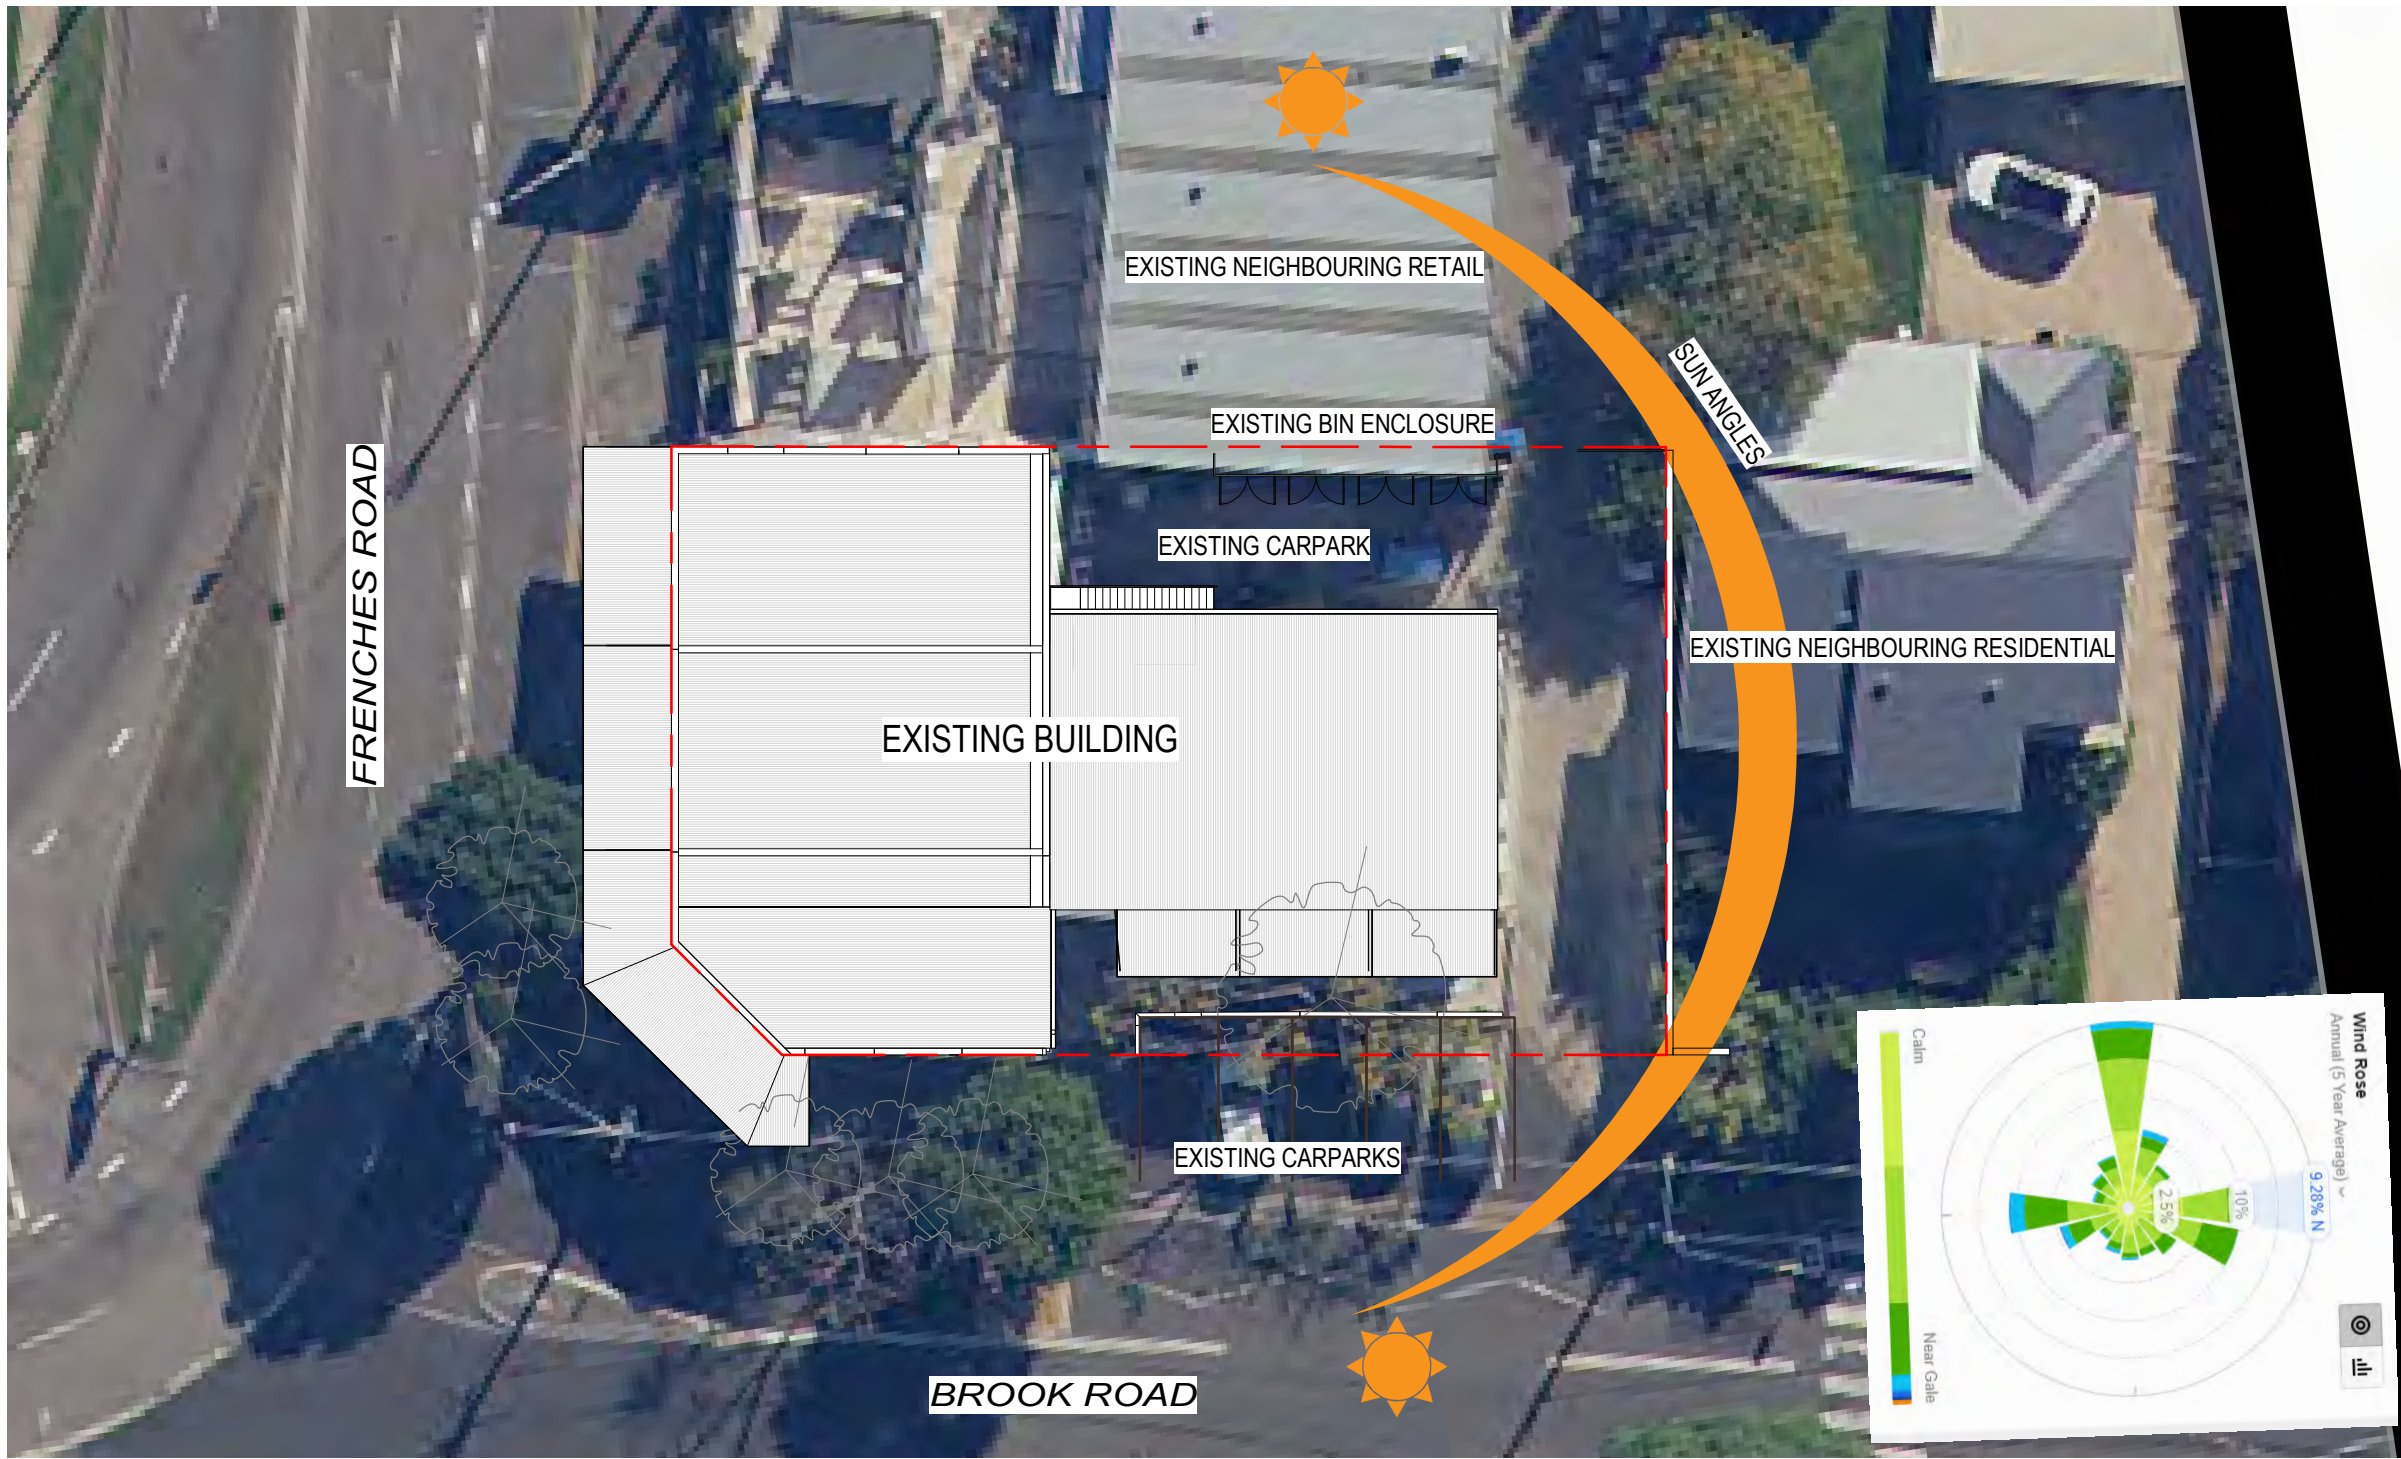 EXISTING NEIGHBOURING RETAIL
SUN ANGLES
EXISTING BIN ENCLOSURE
FRENCHES ROAD
EXISTING CARPARK
EXISTING NEIGHBOURING RESIDENTIAL
EXISTING BUILDING
EXISTING CARPARKS
BROOK ROAD
Wind Rose
Annual (5 Year Average)
9.28% N
10%
2.5%
Calm
Near Gale